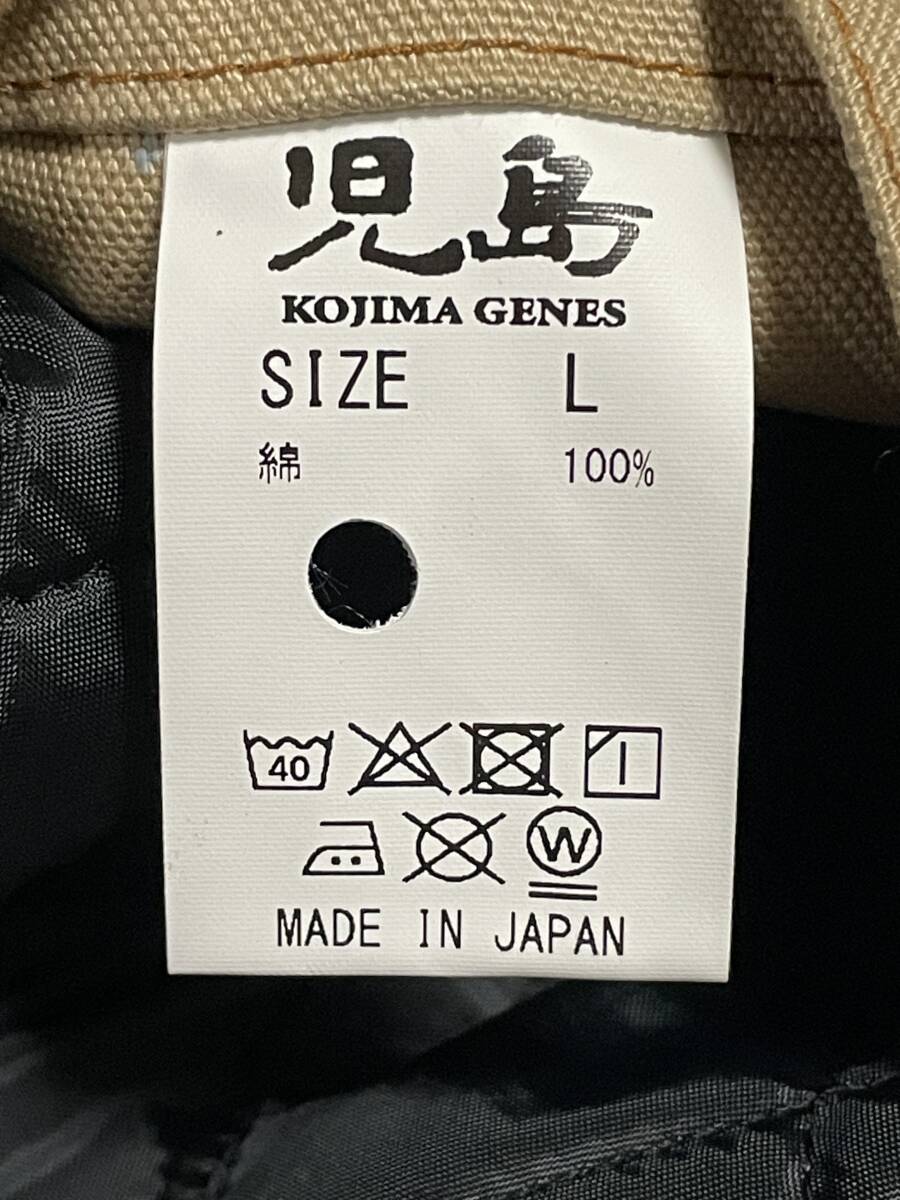 児島
KOJIMA GENES
SIZE L
綿 100%
40
W
MADE IN JAPAN